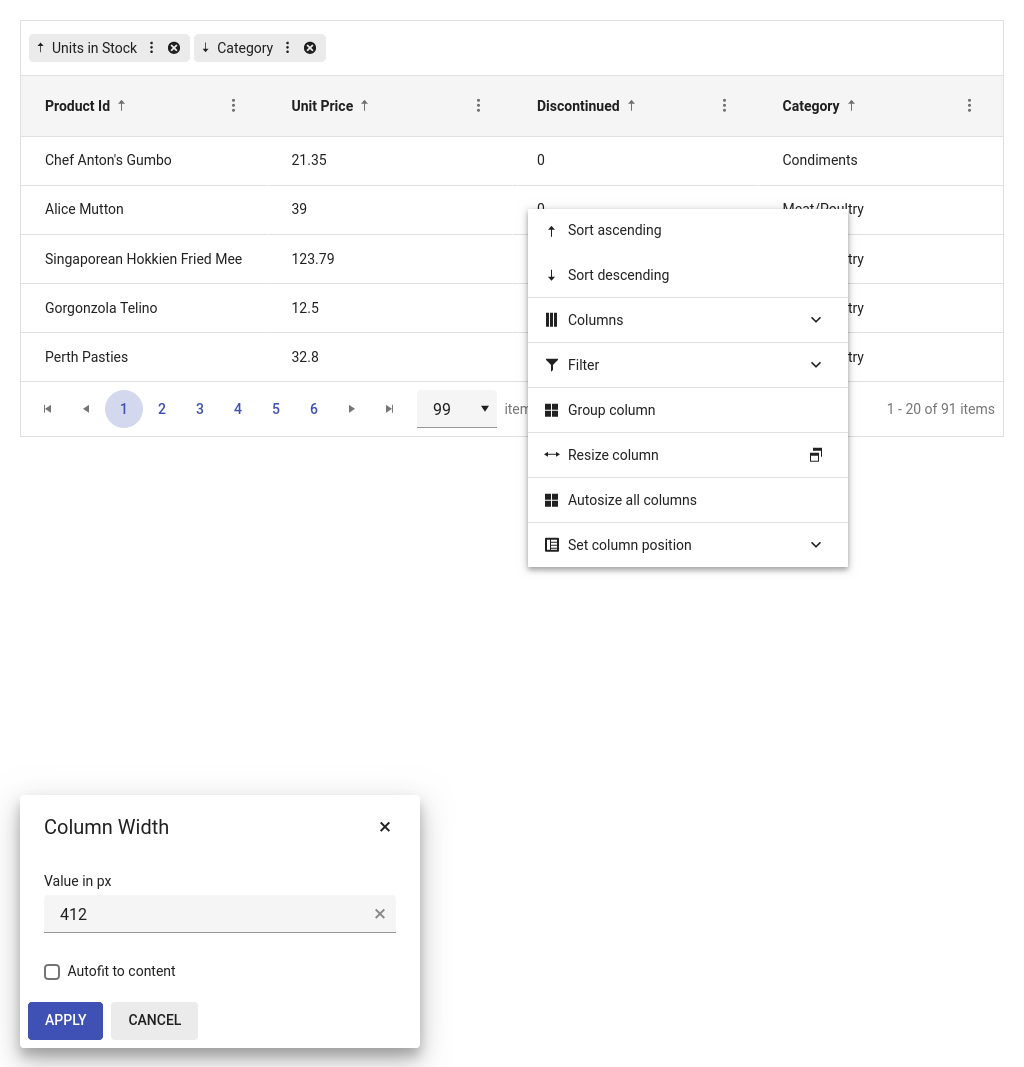 Units in Stock Category
Product Id Unit Price Discontinued Category
Chef Anton's Gumbo 21.35 0 Condiments
Alice Mutton 39 0 Meat/Poultry
Singaporean Hokkien Fried Mee 123.79 try
Gorgonzola Telino 12.5 try
Perth Pasties 32.8 try
1 2 3 4 5 6 99 item 1 - 20 of 91 items
Sort ascending
Sort descending
Columns
Filter
Group column
Resize column
Autosize all columns
Set column position
Column Width
Value in px
412
Autofit to content
APPLY CANCEL